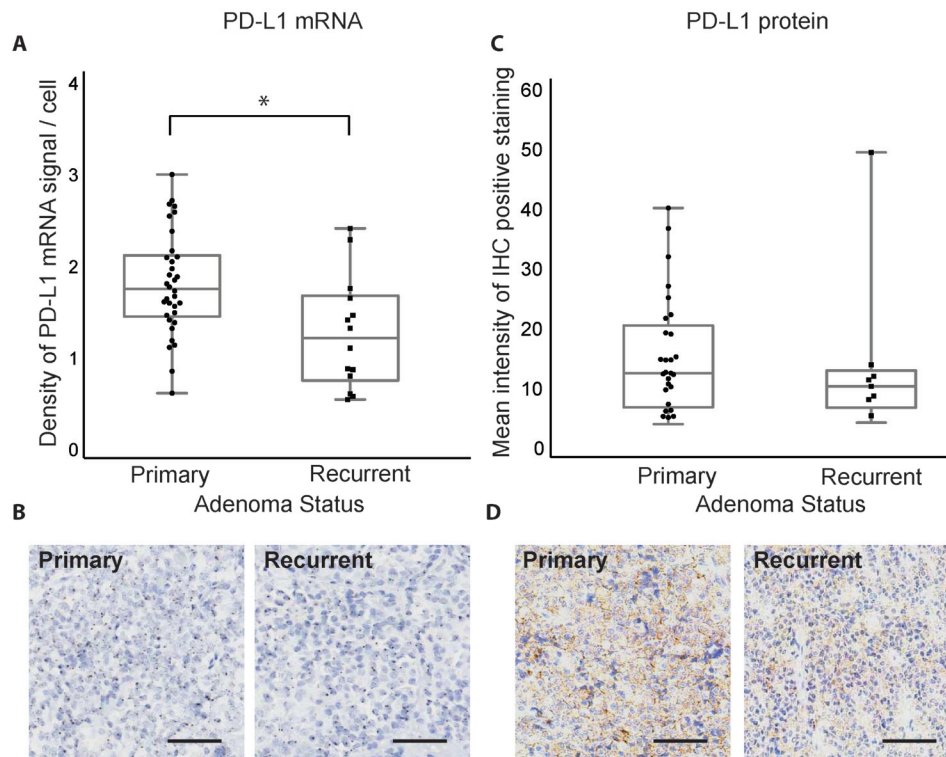 PD-L1 mRNA
A
Density of PD-L1 mRNA signal / cell
4
3
2
1
0
*
Primary
Recurrent
Adenoma Status
PD-L1 protein
C
Mean intensity of IHC positive staining
60
50
40
30
20
10
0
Primary
Recurrent
Adenoma Status
B
Primary
Recurrent
D
Primary
Recurrent